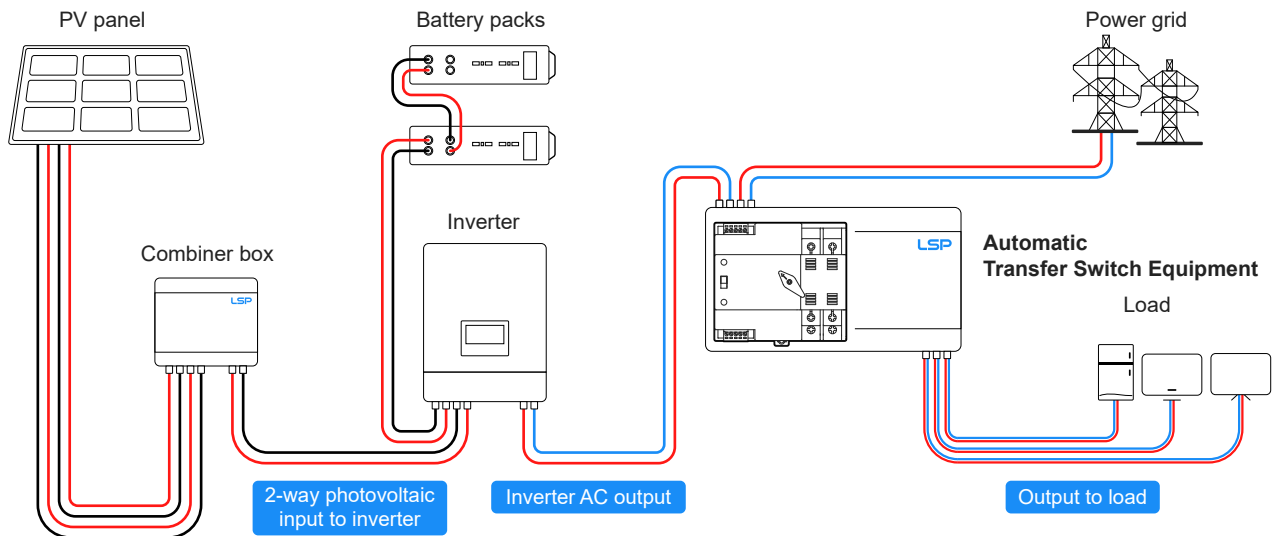 PV panel
Battery packs
Power grid
Inverter
Combiner box
LSP
LSP
Automatic
Transfer Switch Equipment
Load
2-way photovoltaic
input to inverter
Inverter AC output
Output to load